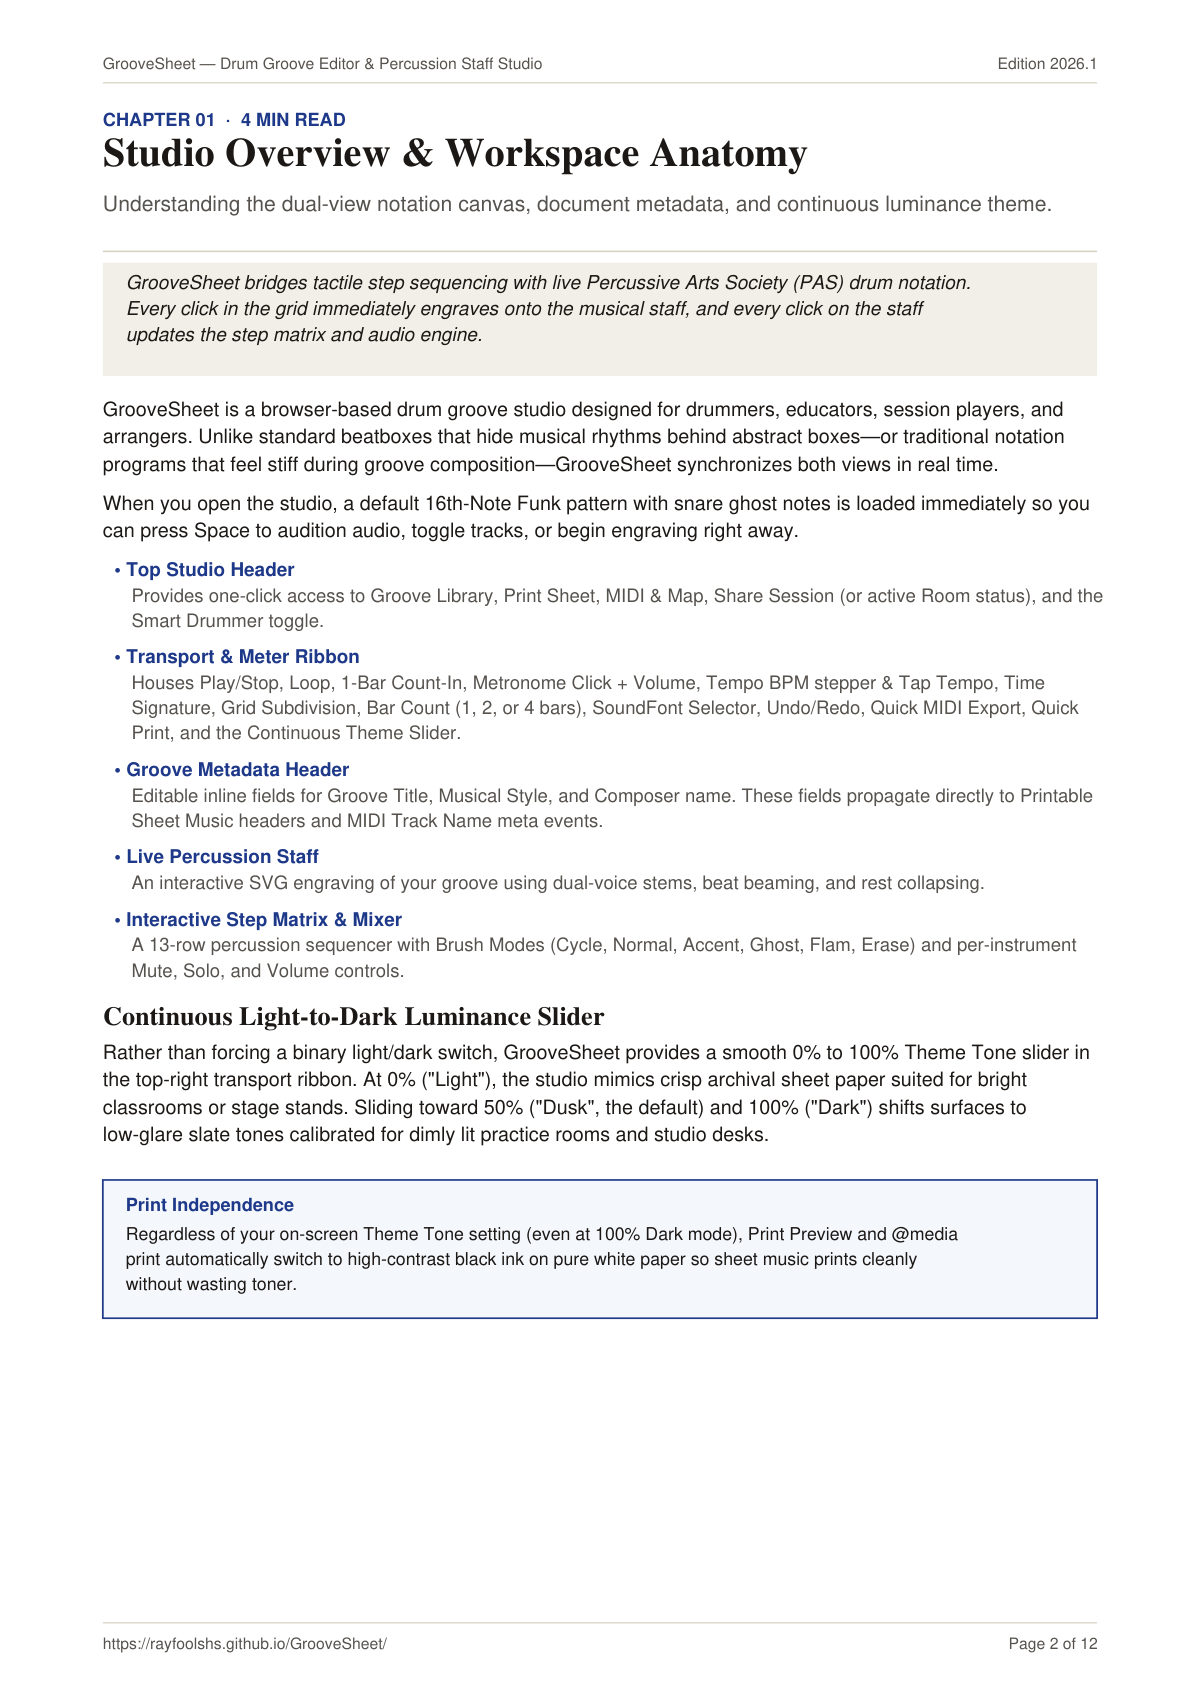 GrooveSheet — Drum Groove Editor & Percussion Staff Studio
Edition 2026.1
CHAPTER 01 · 4 MIN READ
Studio Overview & Workspace Anatomy
Understanding the dual-view notation canvas, document metadata, and continuous luminance theme.
GrooveSheet bridges tactile step sequencing with live Percussive Arts Society (PAS) drum notation.
Every click in the grid immediately engraves onto the musical staff, and every click on the staff
updates the step matrix and audio engine.
GrooveSheet is a browser-based drum groove studio designed for drummers, educators, session players, and
arrangers. Unlike standard beatboxes that hide musical rhythms behind abstract boxes—or traditional notation
programs that feel stiff during groove composition—GrooveSheet synchronizes both views in real time.
When you open the studio, a default 16th-Note Funk pattern with snare ghost notes is loaded immediately so you
can press Space to audition audio, toggle tracks, or begin engraving right away.
• Top Studio Header
Provides one-click access to Groove Library, Print Sheet, MIDI & Map, Share Session (or active Room status), and the
Smart Drummer toggle.
• Transport & Meter Ribbon
Houses Play/Stop, Loop, 1-Bar Count-In, Metronome Click + Volume, Tempo BPM stepper & Tap Tempo, Time
Signature, Grid Subdivision, Bar Count (1, 2, or 4 bars), SoundFont Selector, Undo/Redo, Quick MIDI Export, Quick
Print, and the Continuous Theme Slider.
• Groove Metadata Header
Editable inline fields for Groove Title, Musical Style, and Composer name. These fields propagate directly to Printable
Sheet Music headers and MIDI Track Name meta events.
• Live Percussion Staff
An interactive SVG engraving of your groove using dual-voice stems, beat beaming, and rest collapsing.
• Interactive Step Matrix & Mixer
A 13-row percussion sequencer with Brush Modes (Cycle, Normal, Accent, Ghost, Flam, Erase) and per-instrument
Mute, Solo, and Volume controls.
Continuous Light-to-Dark Luminance Slider
Rather than forcing a binary light/dark switch, GrooveSheet provides a smooth 0% to 100% Theme Tone slider in
the top-right transport ribbon. At 0% ("Light"), the studio mimics crisp archival sheet paper suited for bright
classrooms or stage stands. Sliding toward 50% ("Dusk", the default) and 100% ("Dark") shifts surfaces to
low-glare slate tones calibrated for dimly lit practice rooms and studio desks.
Print Independence
Regardless of your on-screen Theme Tone setting (even at 100% Dark mode), Print Preview and @media
print automatically switch to high-contrast black ink on pure white paper so sheet music prints cleanly
without wasting toner.
https://rayfoolshs.github.io/GrooveSheet/
Page 2 of 12